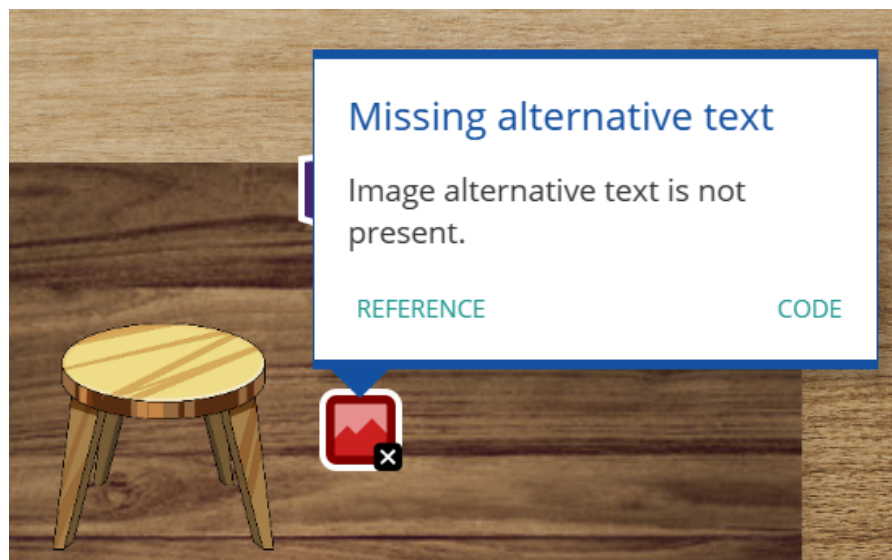 Missing alternative text
Image alternative text is not
present.
REFERENCE
CODE